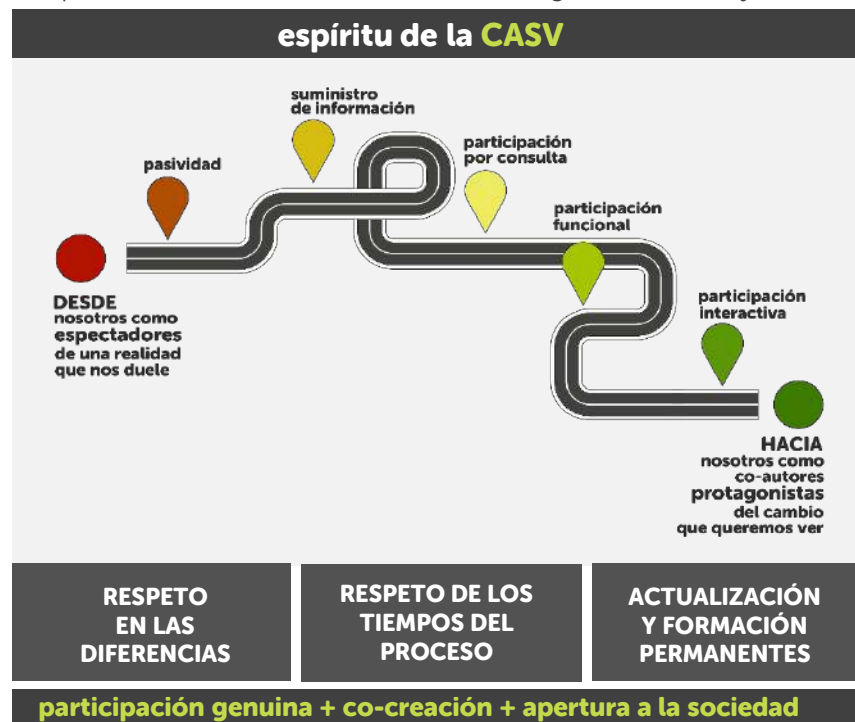 espíritu de la CASV
suministro
de información
participación
por consulta
pasividad
participación
funcional
participación
interactiva
DESDE
nosotros como
espectadores
de una realidad
que nos duele
HACIA
nosotros como
co-autores
protagonistas
del cambio
que queremos ver
RESPETO
EN LAS
DIFERENCIAS
RESPETO DE LOS
TIEMPOS DEL
PROCESO
ACTUALIZACIÓN
Y FORMACIÓN
PERMANENTES
participación genuina + co-creación + apertura a la sociedad